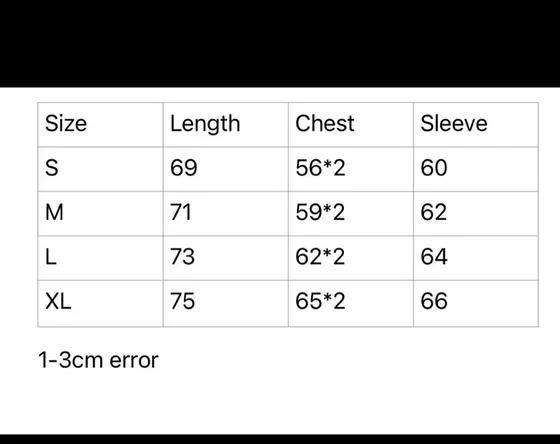 Size Length Chest Sleeve
S 69 56*2 60
M 71 59*2 62
L 73 62*2 64
XL 75 65*2 66
1-3cm error